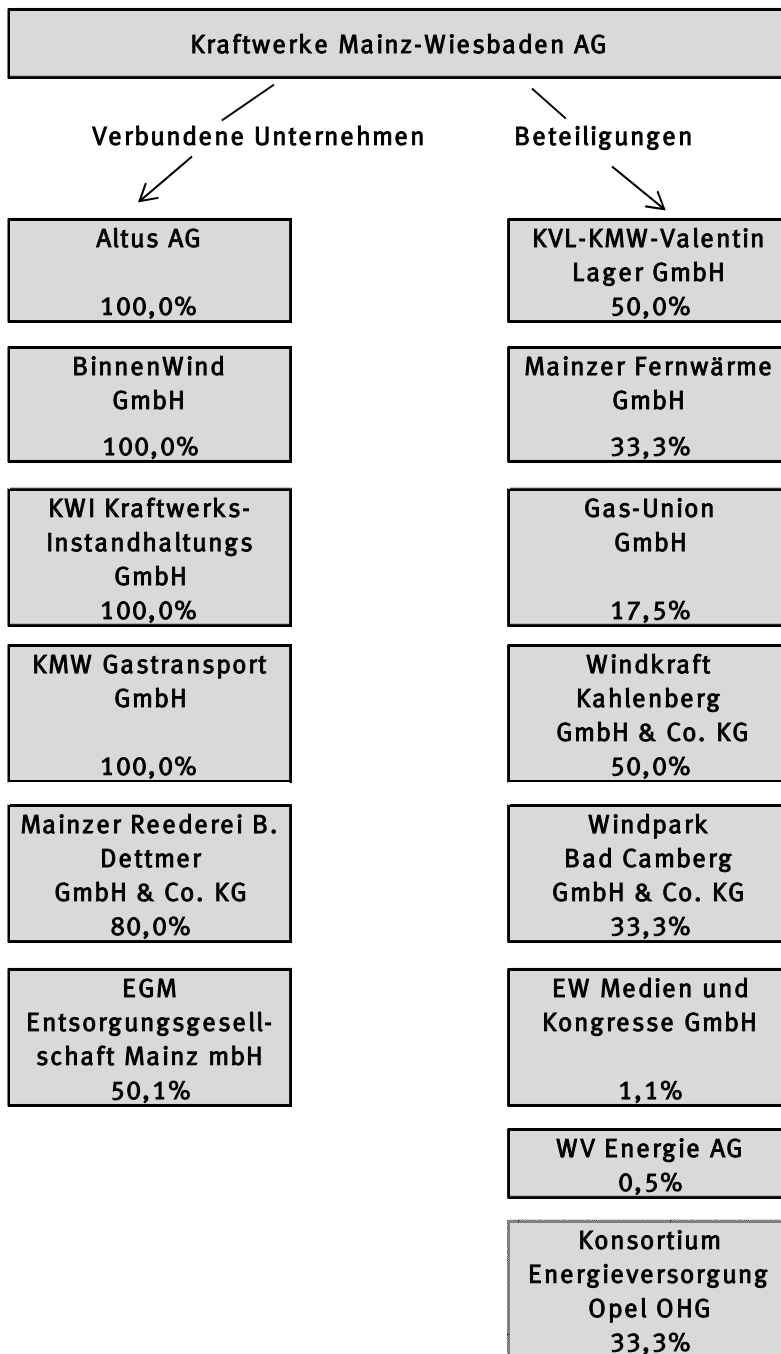 Kraftwerke Mainz-Wiesbaden AG
Verbundene Unternehmen
Beteiligungen
Altus AG
100,0%
BinnenWind
GmbH
100,0%
KWI Kraftwerks-
Instandhaltungs
GmbH
100,0%
KMW Gastransport
GmbH
100,0%
Mainzer Reederei B.
Dettmer
GmbH & Co. KG
80,0%
EGM
Entsorgungsgesell-
schaft Mainz mbH
50,1%
KVL-KMW-Valentin
Lager GmbH
50,0%
Mainzer Fernwärme
GmbH
33,3%
Gas-Union
GmbH
17,5%
Windkraft
Kahlenberg
GmbH & Co. KG
50,0%
Windpark
Bad Camberg
GmbH & Co. KG
33,3%
EW Medien und
Kongresse GmbH
1,1%
WV Energie AG
0,5%
Konsortium
Energieversorgung
Opel OHG
33,3%